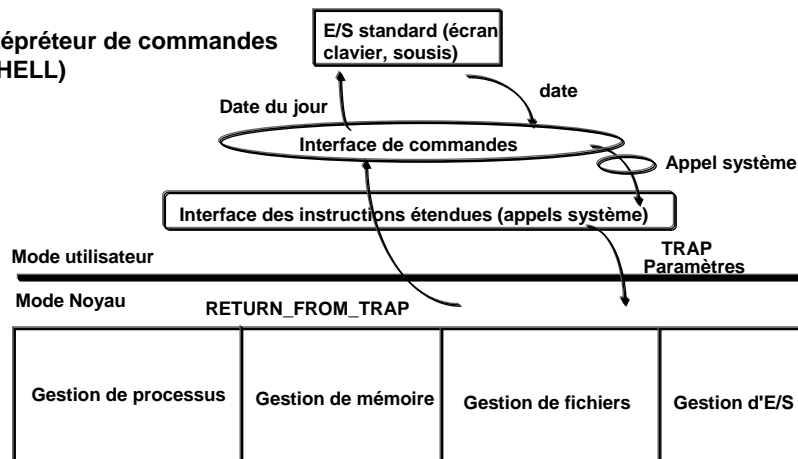 épréteur de commandes
HELL)
E/S standard (écran
clavier, sousis)
date
Date du jour
Interface de commandes
Appel système
Interface des instructions étendues (appels système)
Mode utilisateur
TRAP
Paramètres
Mode Noyau
RETURN_FROM_TRAP
Gestion de processus
Gestion de mémoire
Gestion de fichiers
Gestion d'E/S